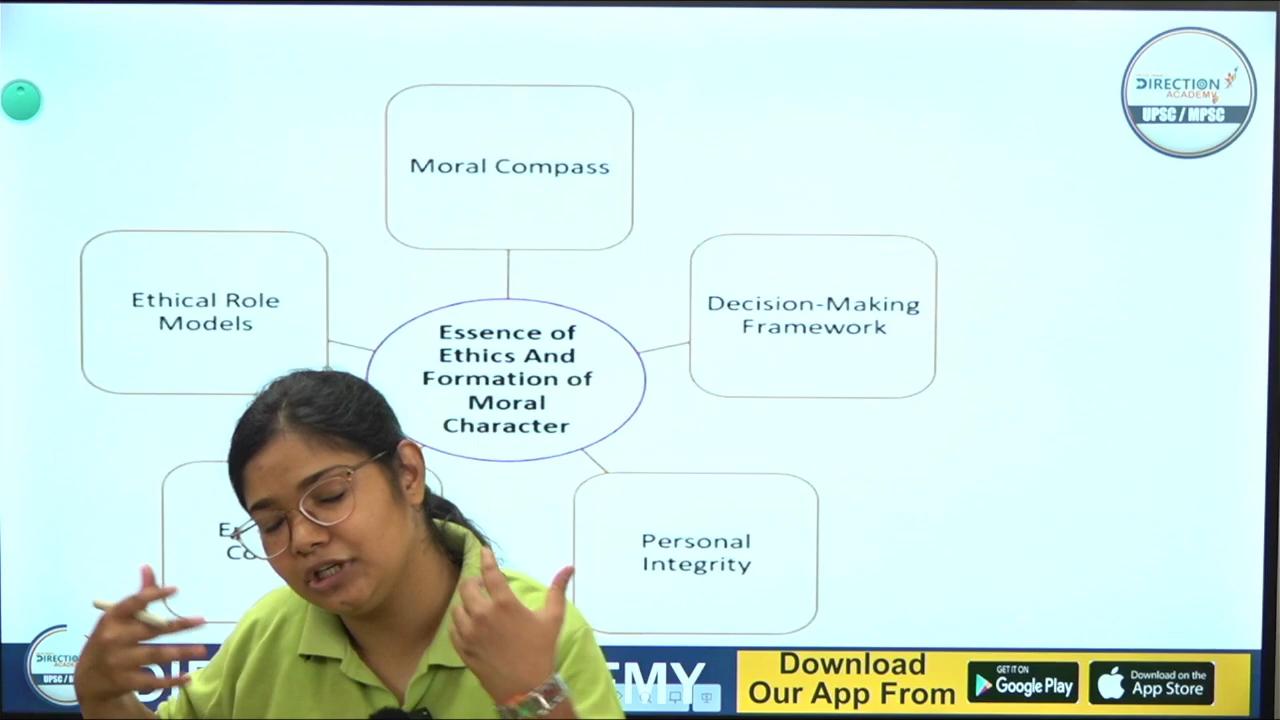 DIRECTION
ACADEMY
UPSC / MPSC
Moral Compass
Ethical Role
Models
Decision-Making
Framework
Essence of
Ethics And
Formation of
Moral
Character
Personal
Integrity
DIRECTION
Download
Our App From
GET IT ON
Google Play
Download on the
App Store